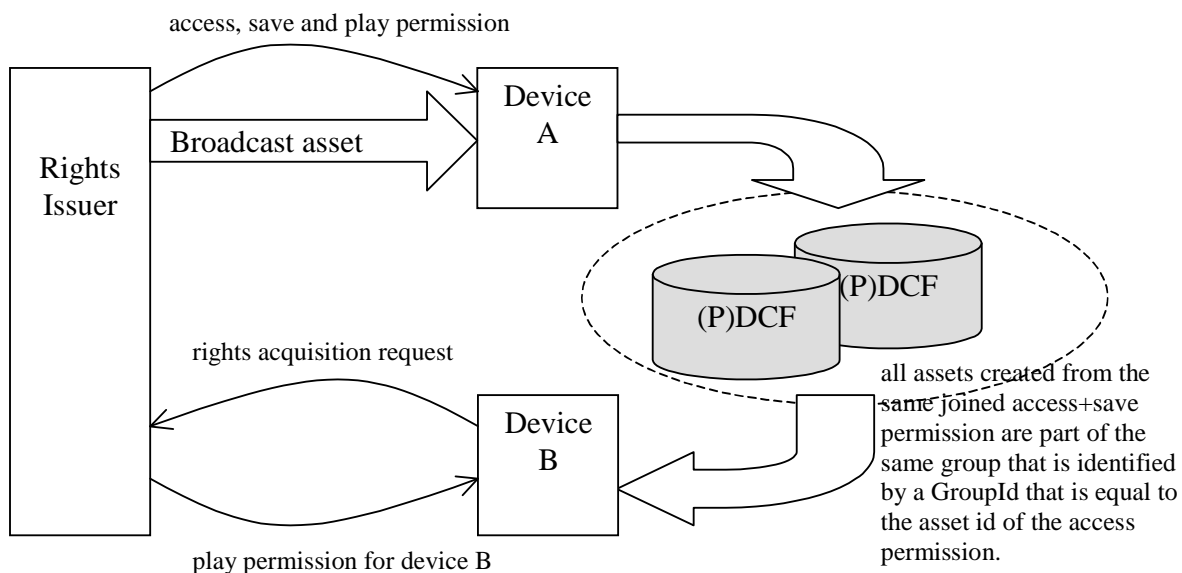 access, save and play permission
Device
A
Broadcast asset
Rights
Issuer
(P)DCF
(P)DCF
rights acquisition request
all assets created from the
same joined access+save
permission are part of the
same group that is identified
by a GroupId that is equal to
the asset id of the access
permission.
Device
B
play permission for device B